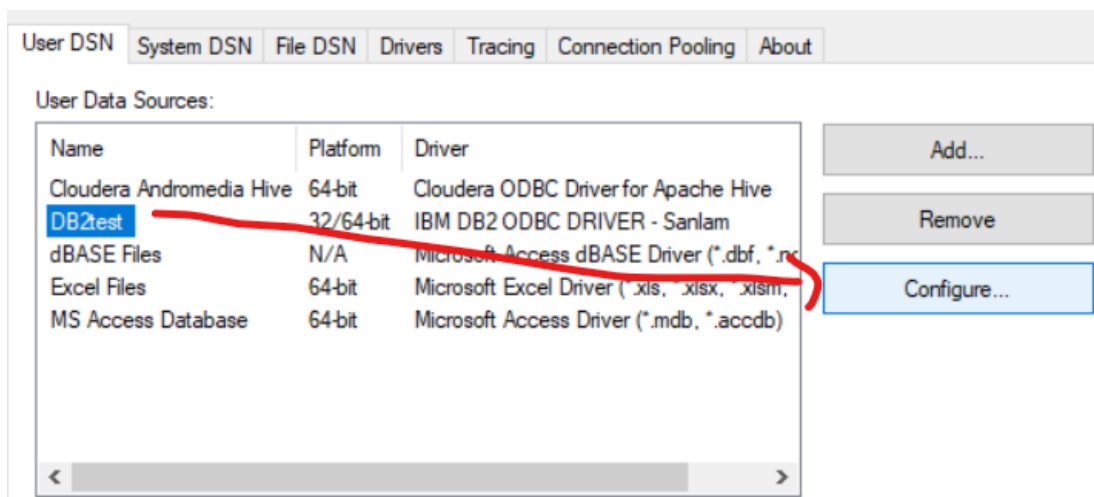 User DSN System DSN File DSN Drivers Tracing Connection Pooling About
User Data Sources:
Name Platform Driver
Cloudera Andromedia Hive 64-bit Cloudera ODBC Driver for Apache Hive
DB2test 32/64-bit IBM DB2 ODBC DRIVER - Sanlam
dBASE Files N/A Microsoft Access dBASE Driver (*.dbf, *.nc
Excel Files 64-bit Microsoft Excel Driver (*.xls, *.xlsx, *.xlsm,
MS Access Database 64-bit Microsoft Access Driver (*.mdb, *.accdb)
Add...
Remove
Configure...